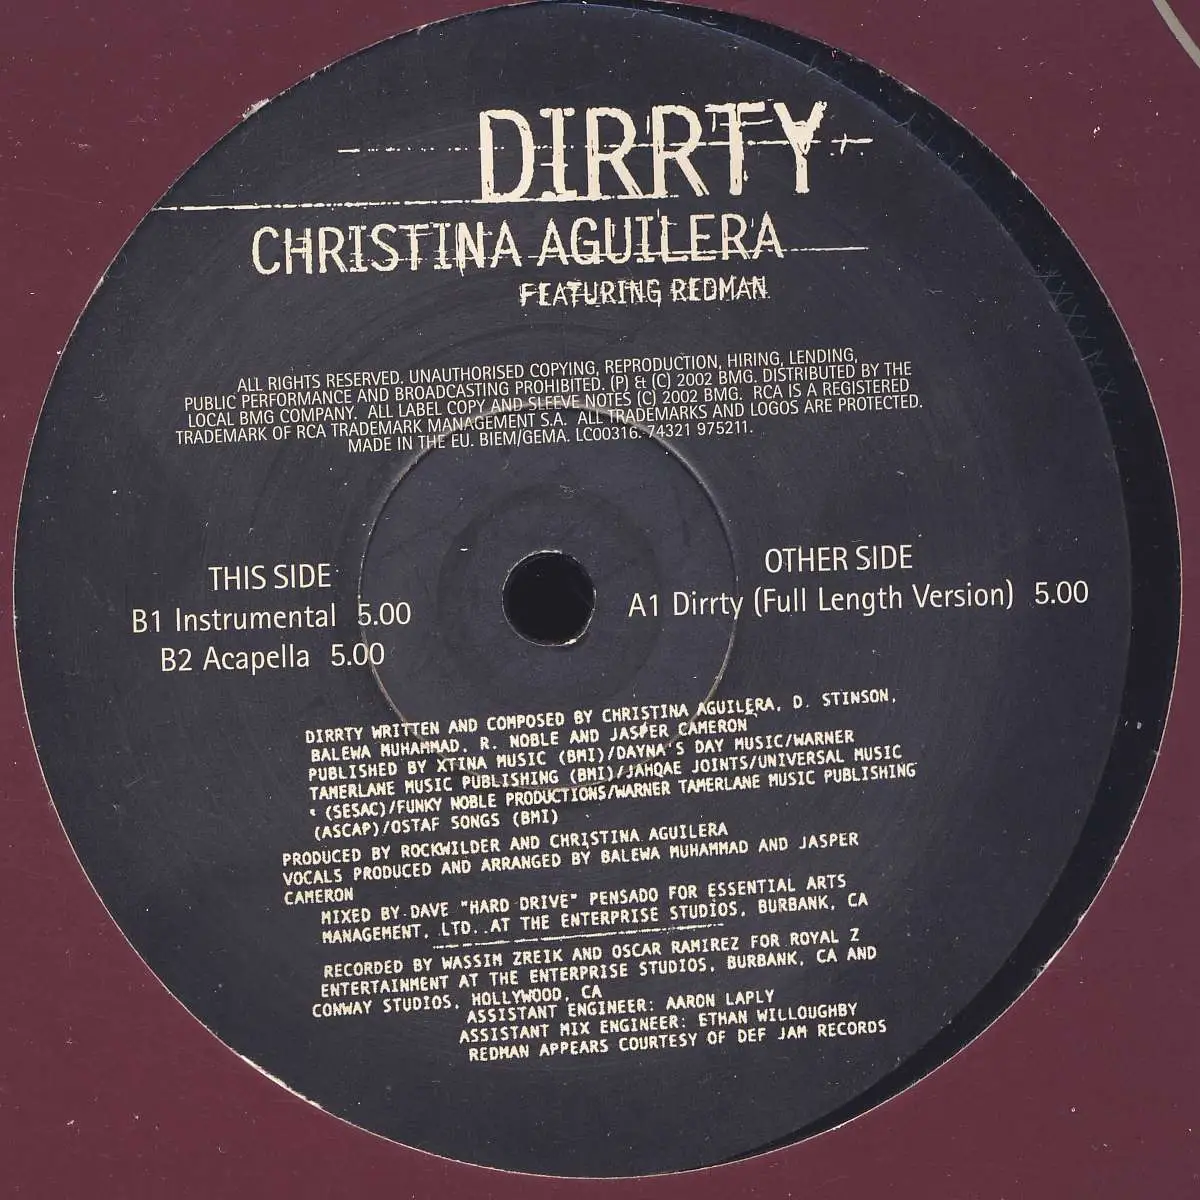 DIRRTY
CHRISTINA AGUILERA
FEATURING REDMAN
ALL RIGHTS RESERVED. UNAUTHORISED COPYING, REPRODUCTION, HIRING, LENDING,
PUBLIC PERFORMANCE AND BROADCASTING PROHIBITED. (P) & (C) 2002 BMG. DISTRIBUTED BY THE
LOCAL BMG COMPANY. ALL LABEL COPY AND SLEEVE NOTES (C) 2002 BMG. RCA IS A REGISTERED
TRADEMARK OF RCA TRADEMARK MANAGEMENT S.A. ALL TRADEMARKS AND LOGOS ARE PROTECTED.
MADE IN THE EU. BIEM/GEMA. LC00316. 74321 975211.
THIS SIDE
B1 Instrumental 5.00
B2 Acapella 5.00
OTHER SIDE
A1 Dirrty (Full Length Version) 5.00
DIRRTY WRITTEN AND COMPOSED BY CHRISTINA AGUILERA, D. STINSON,
BALEWA MUHAMMAD, R. NOBLE AND JASPER CAMERON
PUBLISHED BY XTINA MUSIC (BMI)/DAYNA'S DAY MUSIC/WARNER
TAMERLANE MUSIC PUBLISHING (BMI)/JAHQAE JOINTS/UNIVERSAL MUSIC
(SESAC)/FUNKY NOBLE PRODUCTIONS/WARNER TAMERLANE MUSIC PUBLISHING
(ASCAP)/OSTAF SONGS (BMI)
PRODUCED BY ROCKWILDER AND CHRISTINA AGUILERA
VOCALS PRODUCED AND ARRANGED BY BALEWA MUHAMMAD AND JASPER
CAMERON
MIXED BY DAVE "HARD DRIVE" PENSADO FOR ESSENTIAL ARTS
MANAGEMENT, LTD. AT THE ENTERPRISE STUDIOS, BURBANK, CA
RECORDED BY WASSIM ZREIK AND OSCAR RAMIREZ FOR ROYAL Z
ENTERTAINMENT AT THE ENTERPRISE STUDIOS, BURBANK, CA AND
CONWAY STUDIOS, HOLLYWOOD, CA
ASSISTANT ENGINEER: AARON LAPLY
ASSISTANT MIX ENGINEER: ETHAN WILLOUGHBY
REDMAN APPEARS COURTESY OF DEF JAM RECORDS